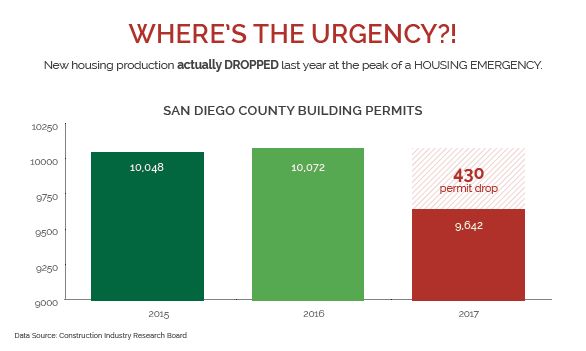 WHERE'S THE URGENCY?!
New housing production actually DROPPED last year at the peak of a HOUSING EMERGENCY.
SAN DIEGO COUNTY BUILDING PERMITS
10250
10000
9750
9500
9250
9000
10,048
10,072
430
permit drop
9,642
2015
2016
2017
Data Source: Construction Industry Research Board